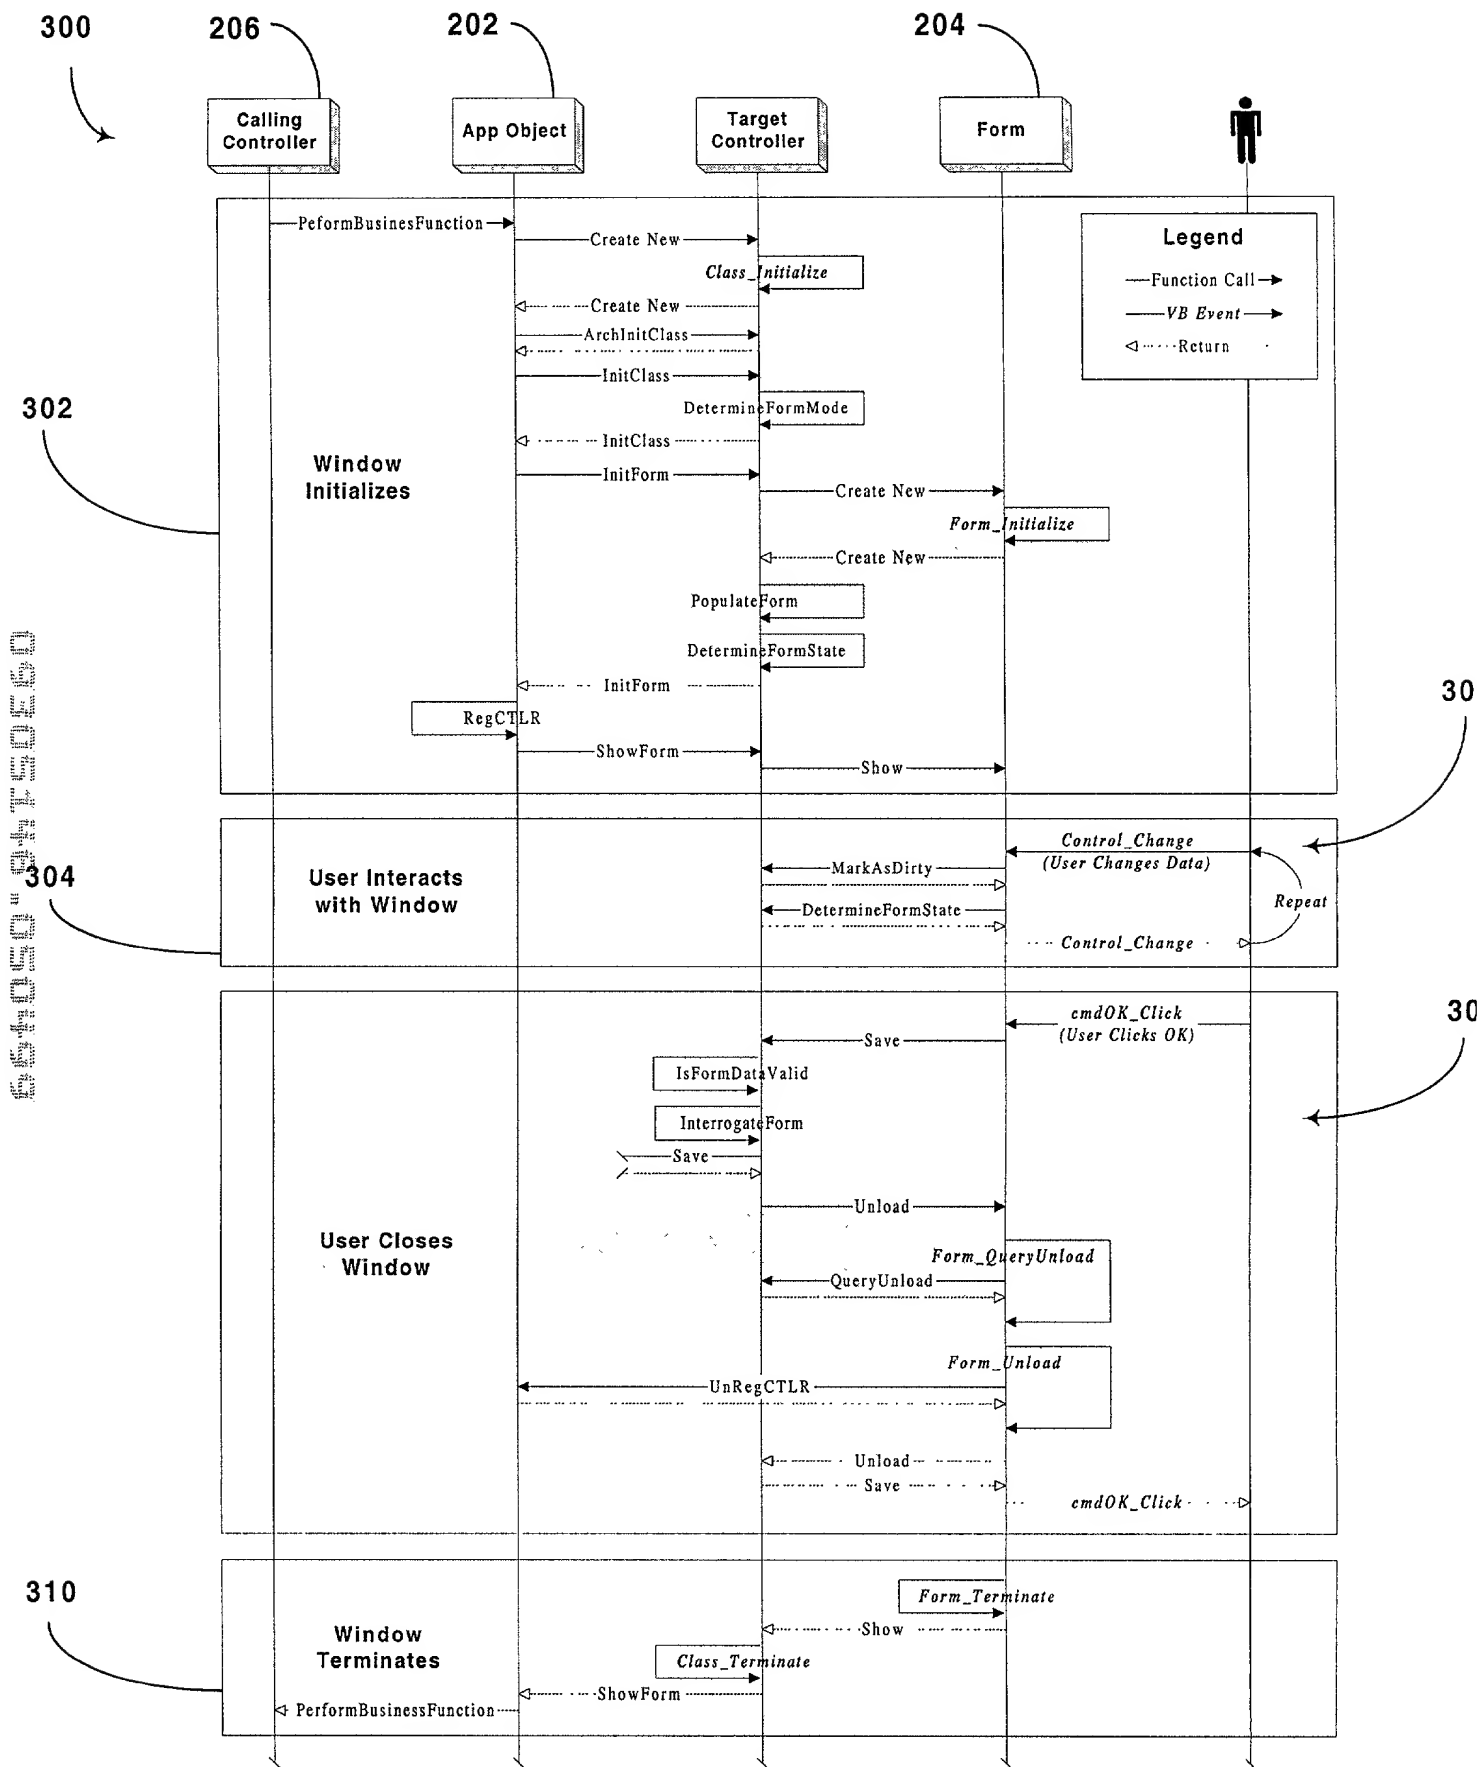 300
206
202
204
Calling
Controller
App Object
Target
Controller
Form
PeformBusinesFunction
Create New
Class_Initialize
Create New
ArchInitClass
InitClass
DetermineFormMode
InitClass
InitForm
Create New
Form_Initialize
Create New
PopulateForm
DetermineFormState
InitForm
RegCTLR
ShowForm
Show
Legend
Function Call
VB Event
Return
302
Window
Initializes
30
304
User Interacts
with Window
Control_Change
(User Changes Data)
MarkAsDirty
DetermineFormState
Control_Change
Repeat
30
User Closes
Window
cmdOK_Click
(User Clicks OK)
Save
IsFormDataValid
InterrogateForm
Save
Unload
Form_QueryUnload
QueryUnload
Form_Unload
UnRegCTLR
Unload
Save
cmdOK_Click
310
Window
Terminates
Form_Terminate
Show
Class_Terminate
ShowForm
PerformBusinessFunction